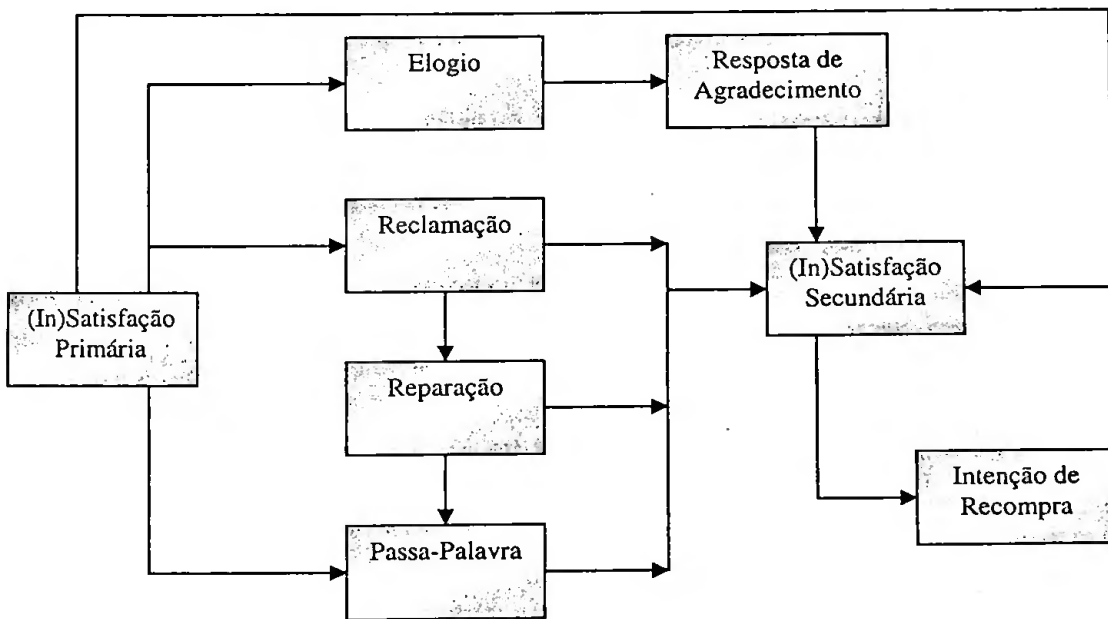 Elogio
Resposta de
Agradecimento
Reclamação
(In)Satisfação
Secundária
(In)Satisfação
Primária
Reparação
Intenção de
Recompra
Passa-Palavra